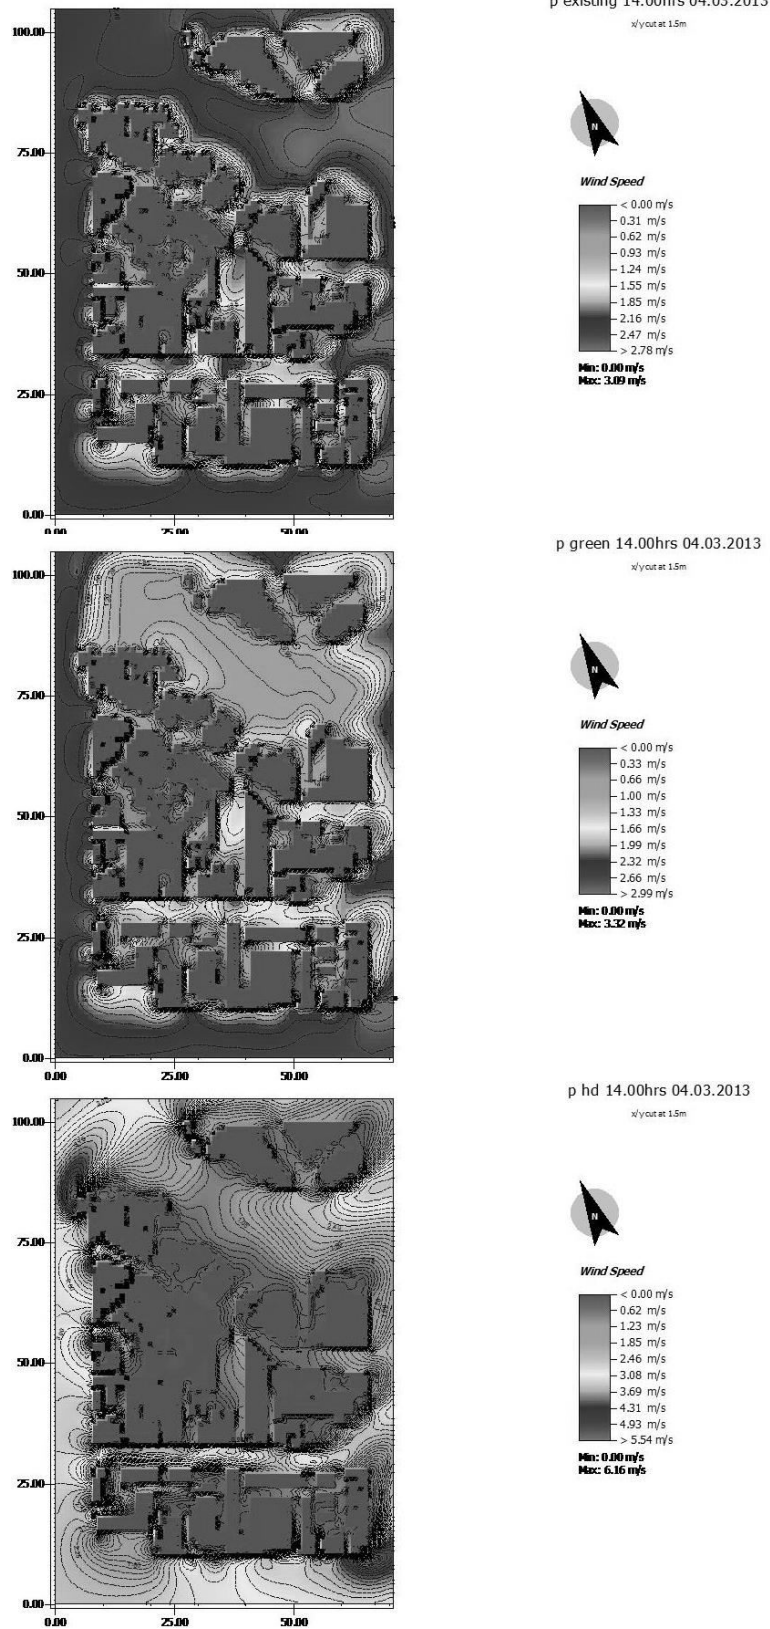 p existing 14.00hrs 04.03.2013
x/y cut at 1.5m
N
Wind Speed
< 0.00 m/s
0.31 m/s
0.62 m/s
0.93 m/s
1.24 m/s
1.55 m/s
1.85 m/s
2.16 m/s
2.47 m/s
> 2.78 m/s
Min: 0.00 m/s
Max: 3.09 m/s
100.00
75.00
50.00
25.00
0.00
0.00 25.00 50.00
p green 14.00hrs 04.03.2013
x/y cut at 1.5m
N
Wind Speed
< 0.00 m/s
0.33 m/s
0.66 m/s
1.00 m/s
1.33 m/s
1.66 m/s
1.99 m/s
2.32 m/s
2.66 m/s
> 2.99 m/s
Min: 0.00 m/s
Max: 3.32 m/s
100.00
75.00
50.00
25.00
0.00
0.00 25.00 50.00
p hd 14.00hrs 04.03.2013
x/y cut at 1.5m
N
Wind Speed
< 0.00 m/s
0.62 m/s
1.23 m/s
1.85 m/s
2.46 m/s
3.08 m/s
3.69 m/s
4.31 m/s
4.93 m/s
> 5.54 m/s
Min: 0.00 m/s
Max: 6.16 m/s
100.00
75.00
50.00
25.00
0.00
0.00 25.00 50.00